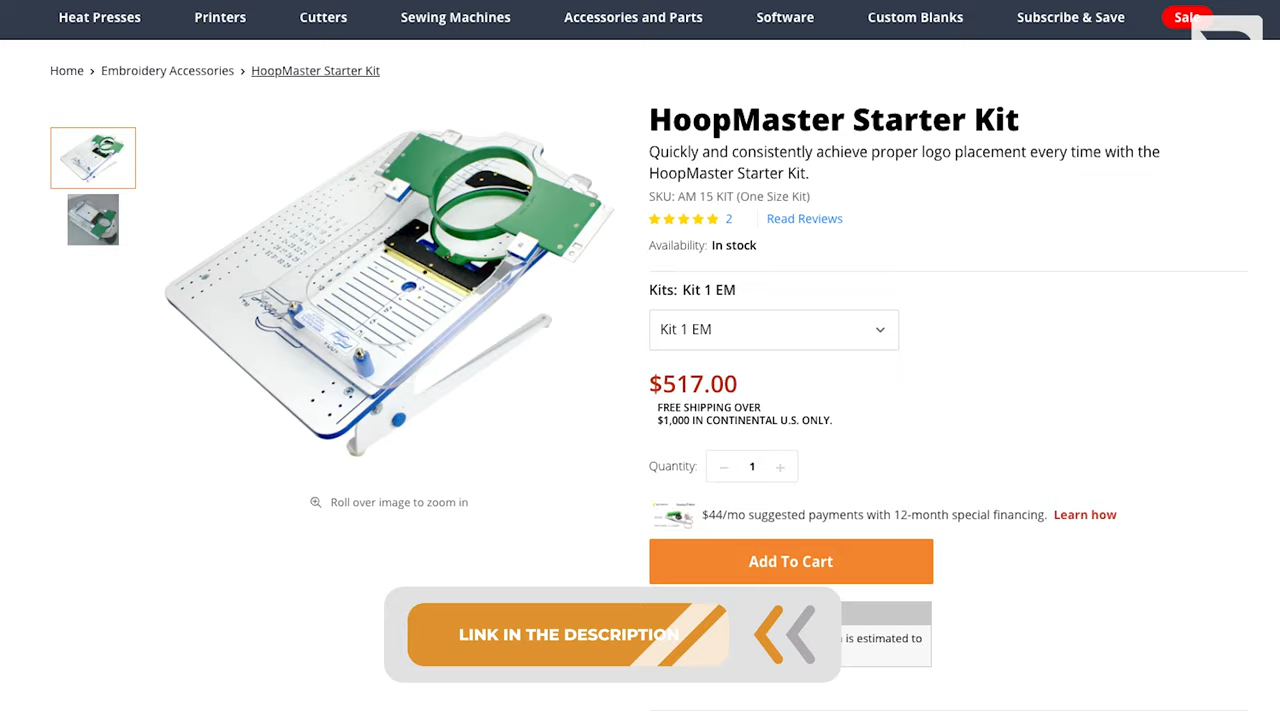 Heat Presses
Printers
Cutters
Sewing Machines
Accessories and Parts
Software
Custom Blanks
Subscribe & Save
Sale
Home › Embroidery Accessories › HoopMaster Starter Kit
HoopMaster Starter Kit
Quickly and consistently achieve proper logo placement every time with the
HoopMaster Starter Kit.
SKU: AM 15 KIT (One Size Kit)
2 Read Reviews
Availability: In stock
Kits: Kit 1 EM
Kit 1 EM
$517.00
FREE SHIPPING OVER
$1,000 IN CONTINENTAL U.S. ONLY.
Quantity: − 1 +
Roll over image to zoom in
$44/mo suggested payments with 12-month special financing. Learn how
Add To Cart
LINK IN THE DESCRIPTION
is estimated to